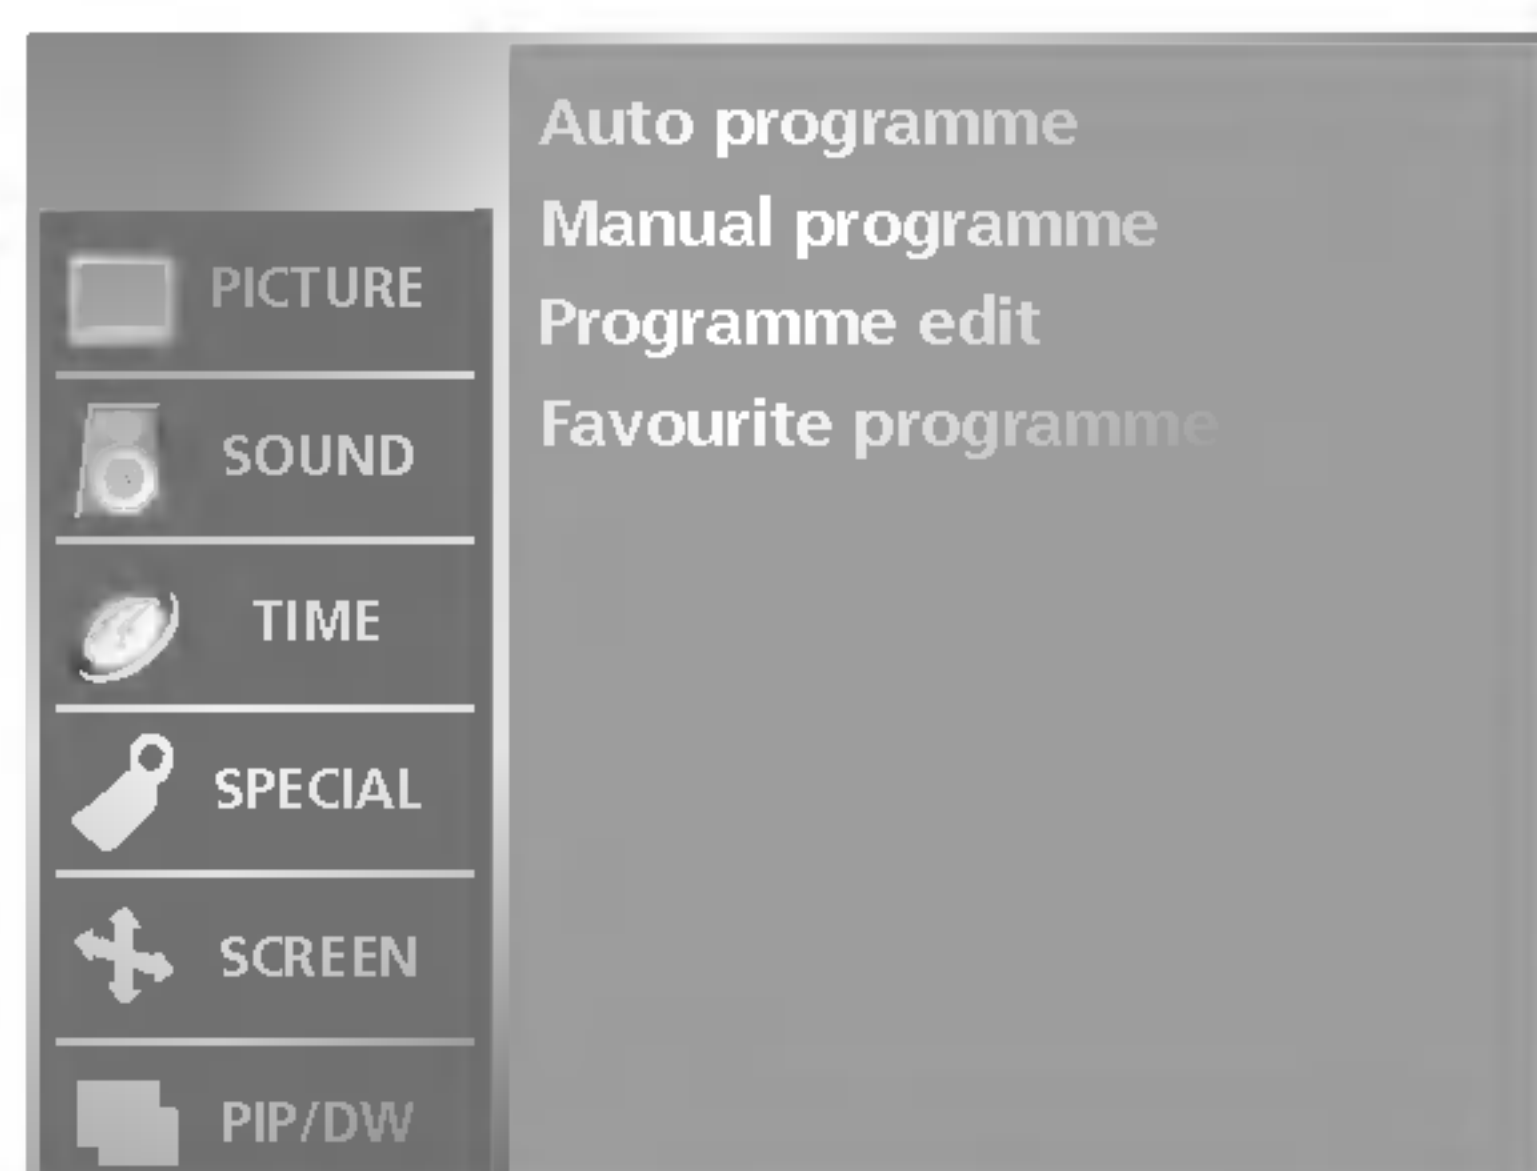 Auto programme
Manual programme
Programme edit
Favourite programme
PICTURE
SOUND
TIME
SPECIAL
SCREEN
PIP/DW